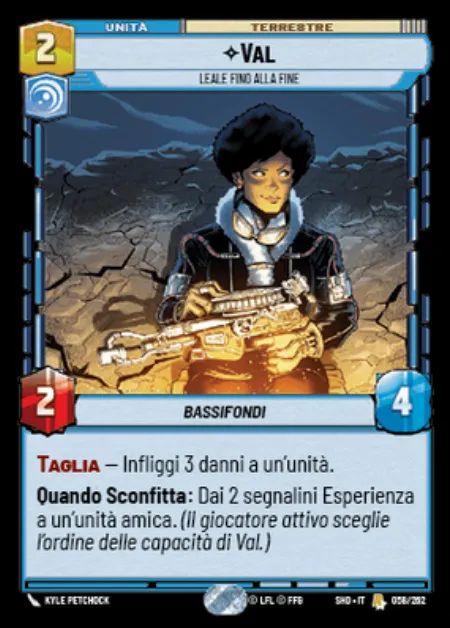 UNITÀ
TERRESTRE
2
✧VAL
LEALE FINO ALLA FINE
2
BASSIFONDI
4
TAGLIA – Infliggi 3 danni a un'unità.
Quando Sconfitta: Dai 2 segnalini Esperienza
a un'unità amica. (Il giocatore attivo sceglie
l'ordine delle capacità di Val.)
KYLE PETCHOCK
© LFL © FFG
SHD • IT
058/262